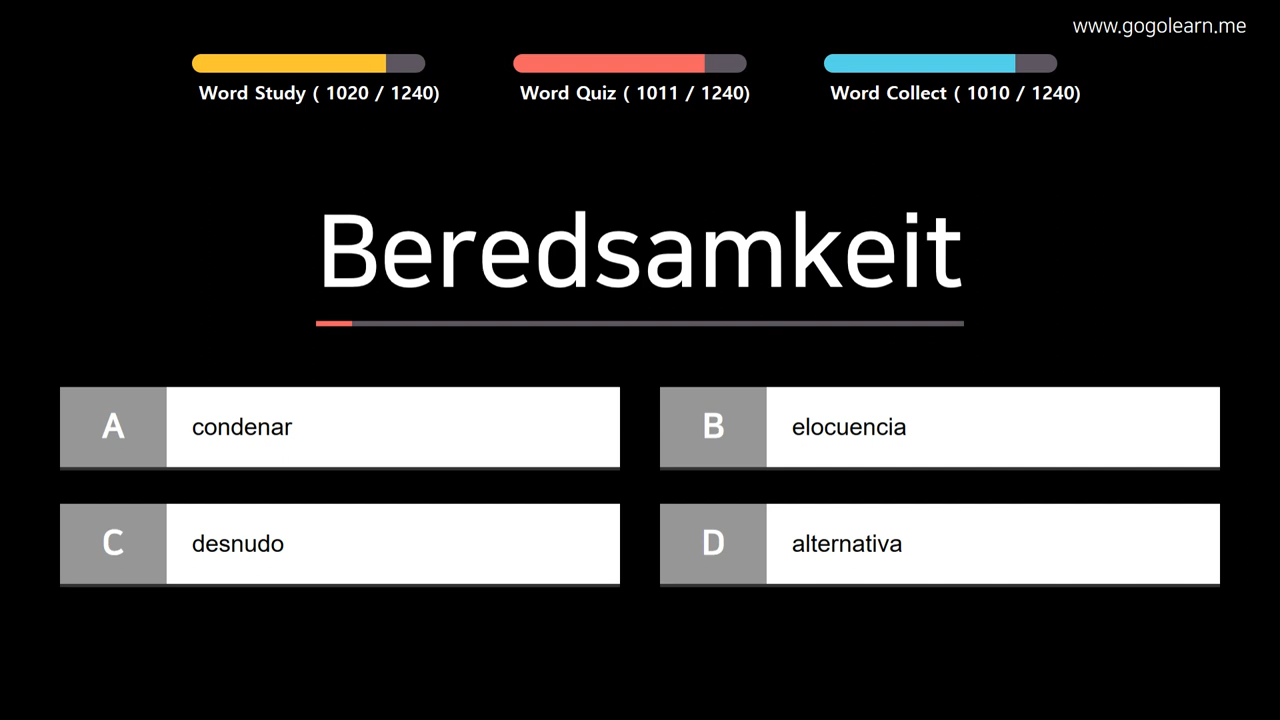 www.gogolearn.me
Word Study ( 1020 / 1240)
Word Quiz ( 1011 / 1240)
Word Collect ( 1010 / 1240)
Beredsamkeit
A condenar
B elocuencia
C desnudo
D alternativa